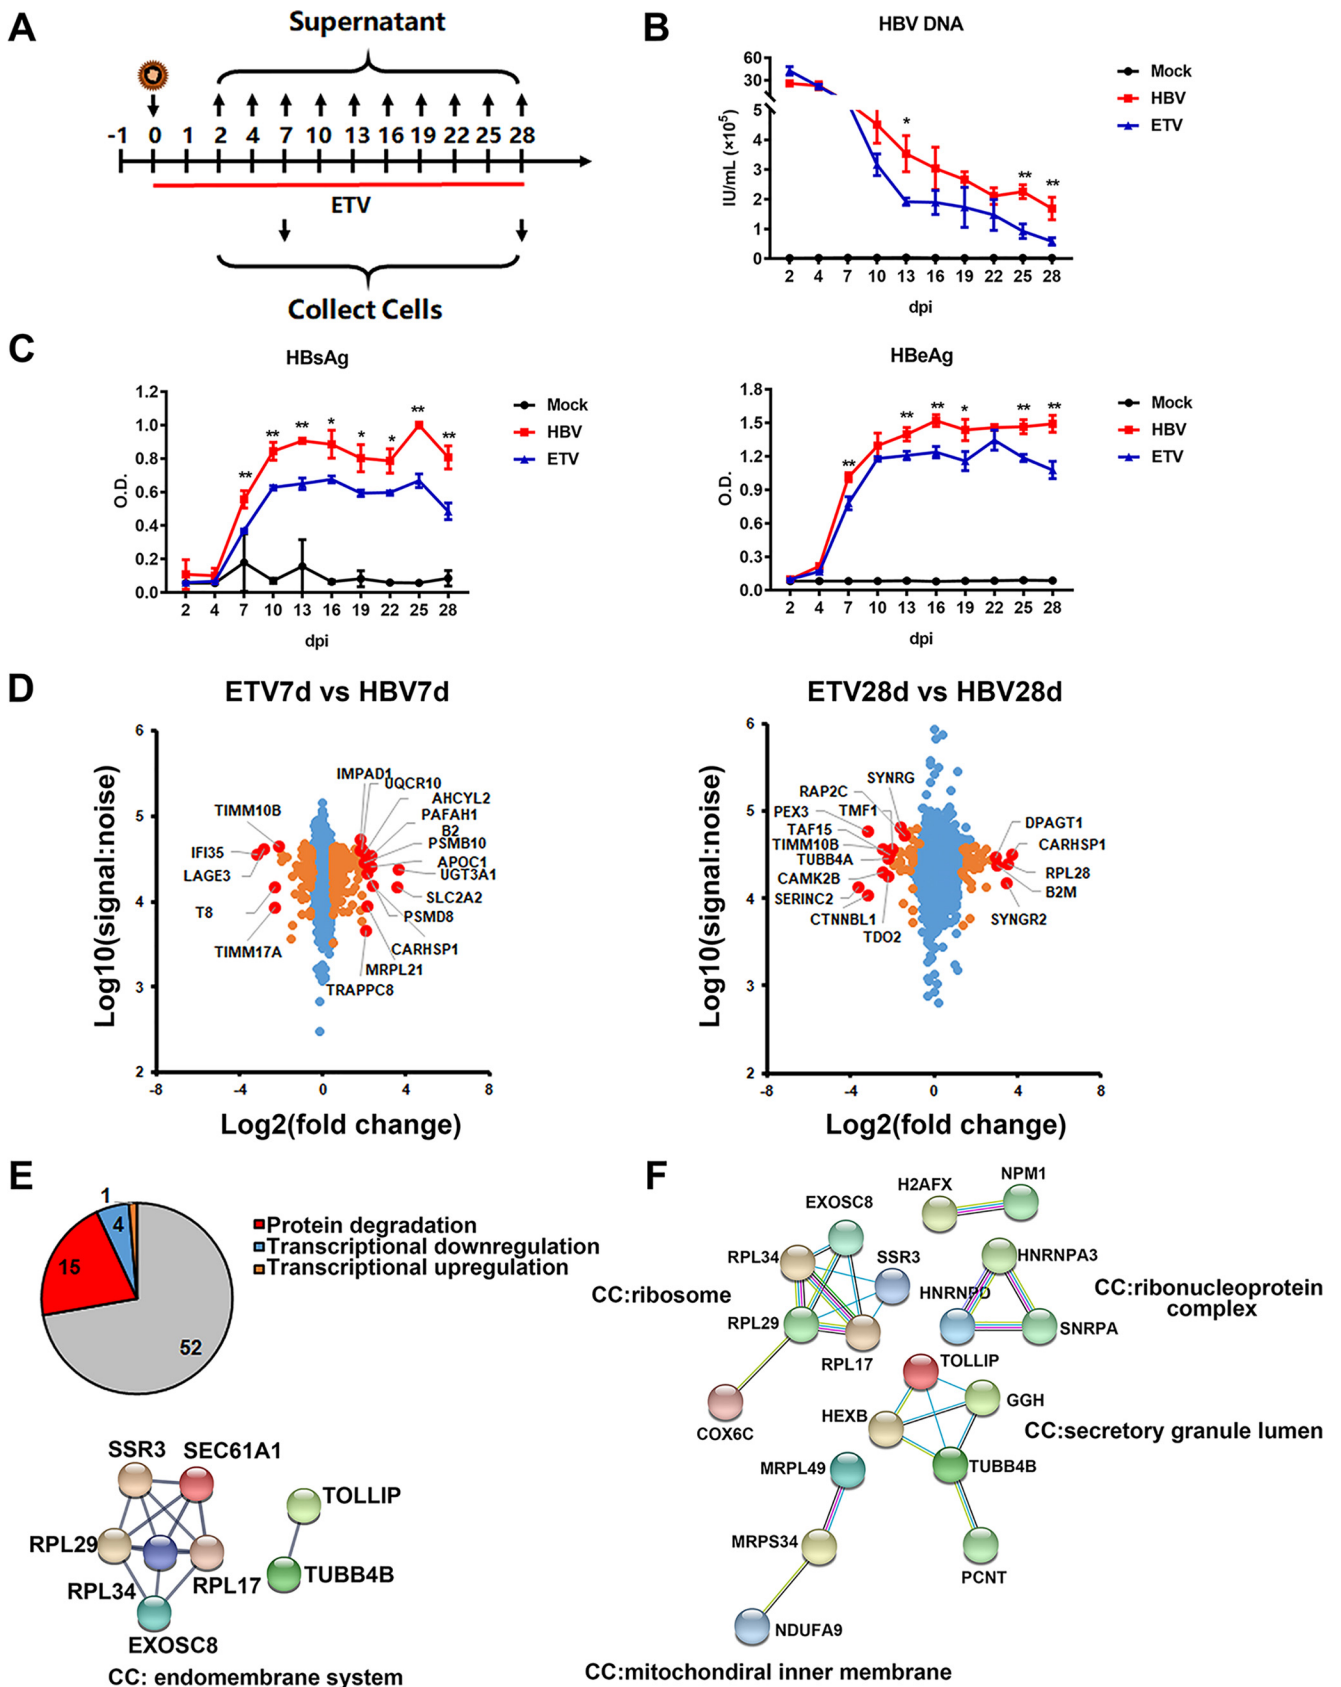 A
Supernatant
-1 0 1 2 4 7 10 13 16 19 22 25 28
ETV
Collect Cells
B
HBV DNA
60
30
5
4
3
2
1
0
IU/mL (×10⁵)
*
**
**
2 4 7 10 13 16 19 22 25 28
dpi
Mock
HBV
ETV
C
HBsAg
1.2
1.0
0.8
0.6
0.4
0.2
0.0
O.D.
**
**
**
*
*
*
**
**
2 4 7 10 13 16 19 22 25 28
dpi
Mock
HBV
ETV
HBeAg
1.8
1.5
1.2
0.9
0.6
0.3
0.0
O.D.
**
**
**
*
**
**
2 4 7 10 13 16 19 22 25 28
dpi
Mock
HBV
ETV
D
ETV7d vs HBV7d
Log10(signal:noise)
6
5
4
3
2
-8 -4 0 4 8
Log2(fold change)
TIMM10B
IFI35
LAGE3
T8
TIMM17A
IMPAD1
UQCR10
AHCYL2
PAFAH1
B2
PSMB10
APOC1
UGT3A1
SLC2A2
PSMD8
CARHSP1
MRPL21
TRAPPC8
ETV28d vs HBV28d
Log10(signal:noise)
6
5
4
3
2
-8 -4 0 4 8
Log2(fold change)
SYNRG
RAP2C
PEX3
TMF1
TAF15
TIMM10B
TUBB4A
CAMK2B
SERINC2
CTNNBL1
TDO2
DPAGT1
CARHSP1
RPL28
B2M
SYNGR2
E
1
4
15
52
Protein degradation
Transcriptional downregulation
Transcriptional upregulation
SSR3 SEC61A1
RPL29
RPL34
RPL17
EXOSC8
TOLLIP
TUBB4B
CC: endomembrane system
F
EXOSC8
RPL34
SSR3
CC:ribosome
RPL29
RPL17
COX6C
H2AFX
NPM1
HNRNPA3
HNRNPD
SNRPA
CC:ribonucleoprotein
complex
TOLLIP
GGH
HEXB
CC:secretory granule lumen
TUBB4B
PCNT
MRPL49
MRPS34
NDUFA9
CC:mitochondiral inner membrane